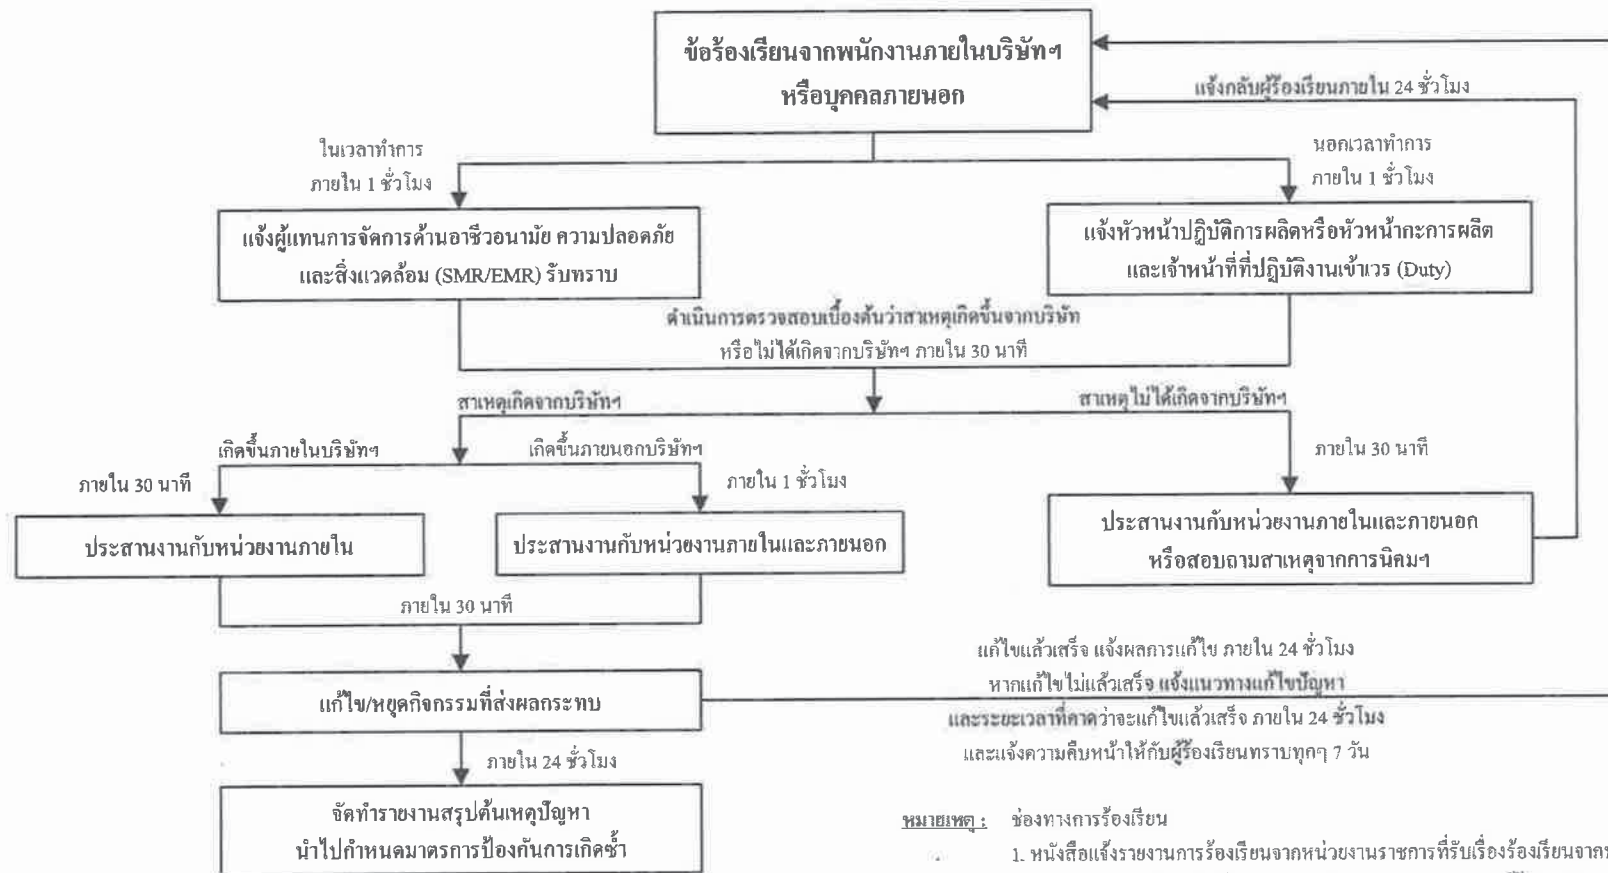 ข้อร้องเรียนจากพนักงานภายในบริษัทฯ
หรือบุคคลภายนอก
แจ้งกลับผู้ร้องเรียนภายใน 24 ชั่วโมง
ในเวลาทำการ
ภายใน 1 ชั่วโมง
นอกเวลาทำการ
ภายใน 1 ชั่วโมง
แจ้งผู้แทนการจัดการด้านอาชีวอนามัย ความปลอดภัย
และสิ่งแวดล้อม (SMR/EMR) รับทราบ
แจ้งหัวหน้าปฏิบัติการผลิตหรือหัวหน้ากะการผลิต
และเจ้าหน้าที่ที่ปฏิบัติงานเข้าเวร (Duty)
ดำเนินการตรวจสอบเบื้องต้นว่าสาเหตุเกิดขึ้นจากบริษัท
หรือไม่ได้เกิดจากบริษัทฯ ภายใน 30 นาที
สาเหตุเกิดจากบริษัทฯ
สาเหตุไม่ได้เกิดจากบริษัทฯ
เกิดขึ้นภายในบริษัทฯ
เกิดขึ้นภายนอกบริษัทฯ
ภายใน 30 นาที
ภายใน 30 นาที
ภายใน 1 ชั่วโมง
ประสานงานกับหน่วยงานภายใน
ประสานงานกับหน่วยงานภายในและภายนอก
ประสานงานกับหน่วยงานภายในและภายนอก
หรือสอบถามสาเหตุจากการนิคมฯ
ภายใน 30 นาที
แก้ไข/หยุดกิจกรรมที่ส่งผลกระทบ
แก้ไขแล้วเสร็จ แจ้งผลการแก้ไข ภายใน 24 ชั่วโมง
หากแก้ไขไม่แล้วเสร็จ แจ้งแนวทางแก้ไขปัญหา
และระยะเวลาที่คาดว่าจะแก้ไขแล้วเสร็จ ภายใน 24 ชั่วโมง
และแจ้งความคืบหน้าให้กับผู้ร้องเรียนทราบทุกๆ 7 วัน
ภายใน 24 ชั่วโมง
จัดทำรายงานสรุปต้นเหตุปัญหา
นำไปกำหนดมาตรการป้องกันการเกิดซ้ำ
หมายเหตุ : ช่องทางการร้องเรียน
1. หนังสือแจ้งรายงานการร้องเรียนจากหน่วยงานราชการที่รับเรื่องร้องเรียนจาก